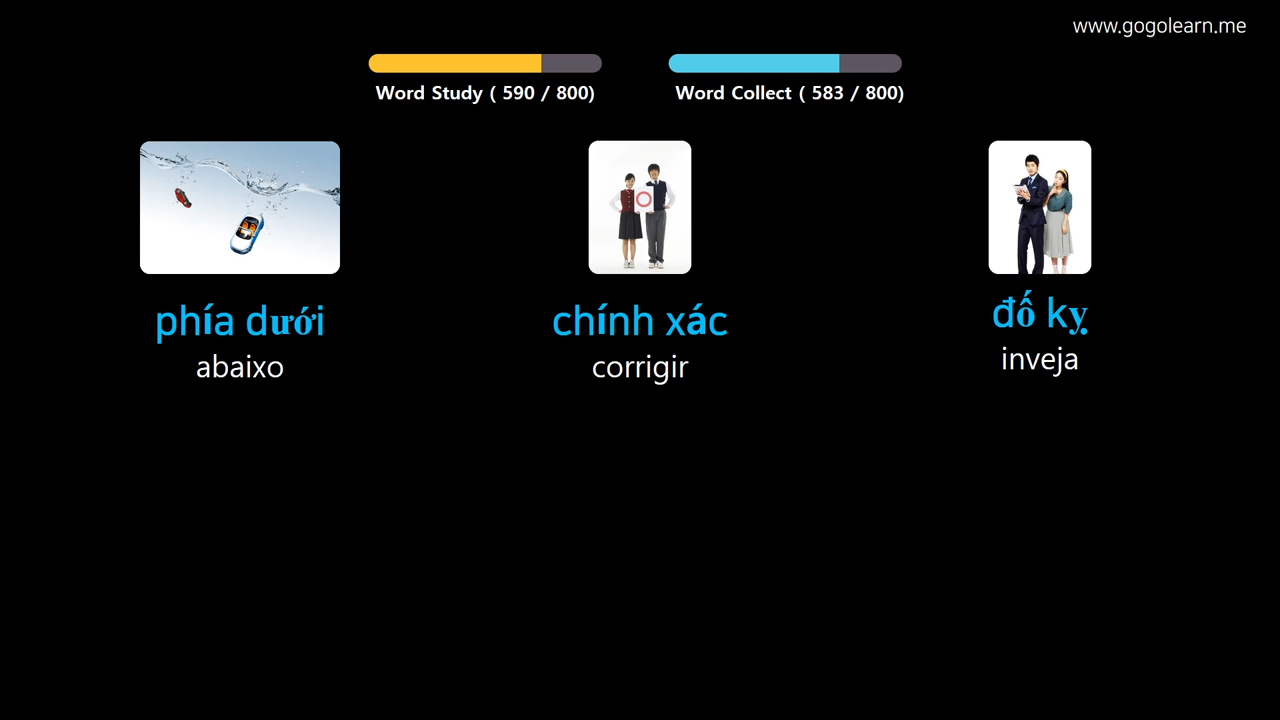 www.gogolearn.me
Word Study ( 590 / 800)
Word Collect ( 583 / 800)
phía dưới
abaixo
chính xác
corrigir
đố kỵ
inveja